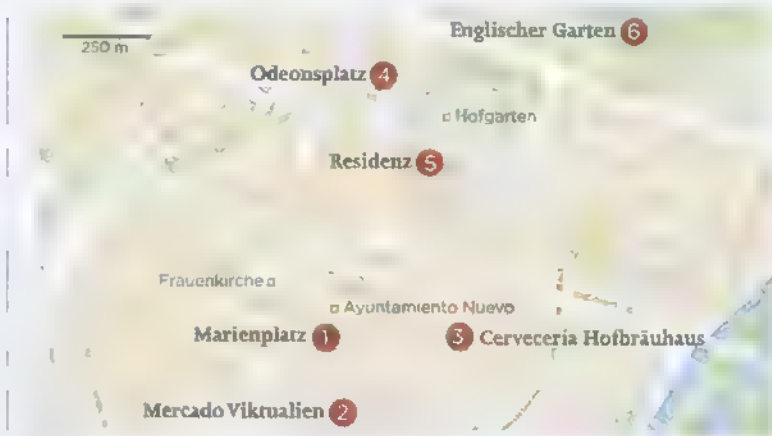 Englischer Garten 6
250 m
Odeonsplatz 4
Hofgarten
Residenz 5
Frauenkirche
Ayuntamiento Nuevo
Marienplatz 1
3 Cervecería Hofbräuhaus
Mercado Viktualien 2